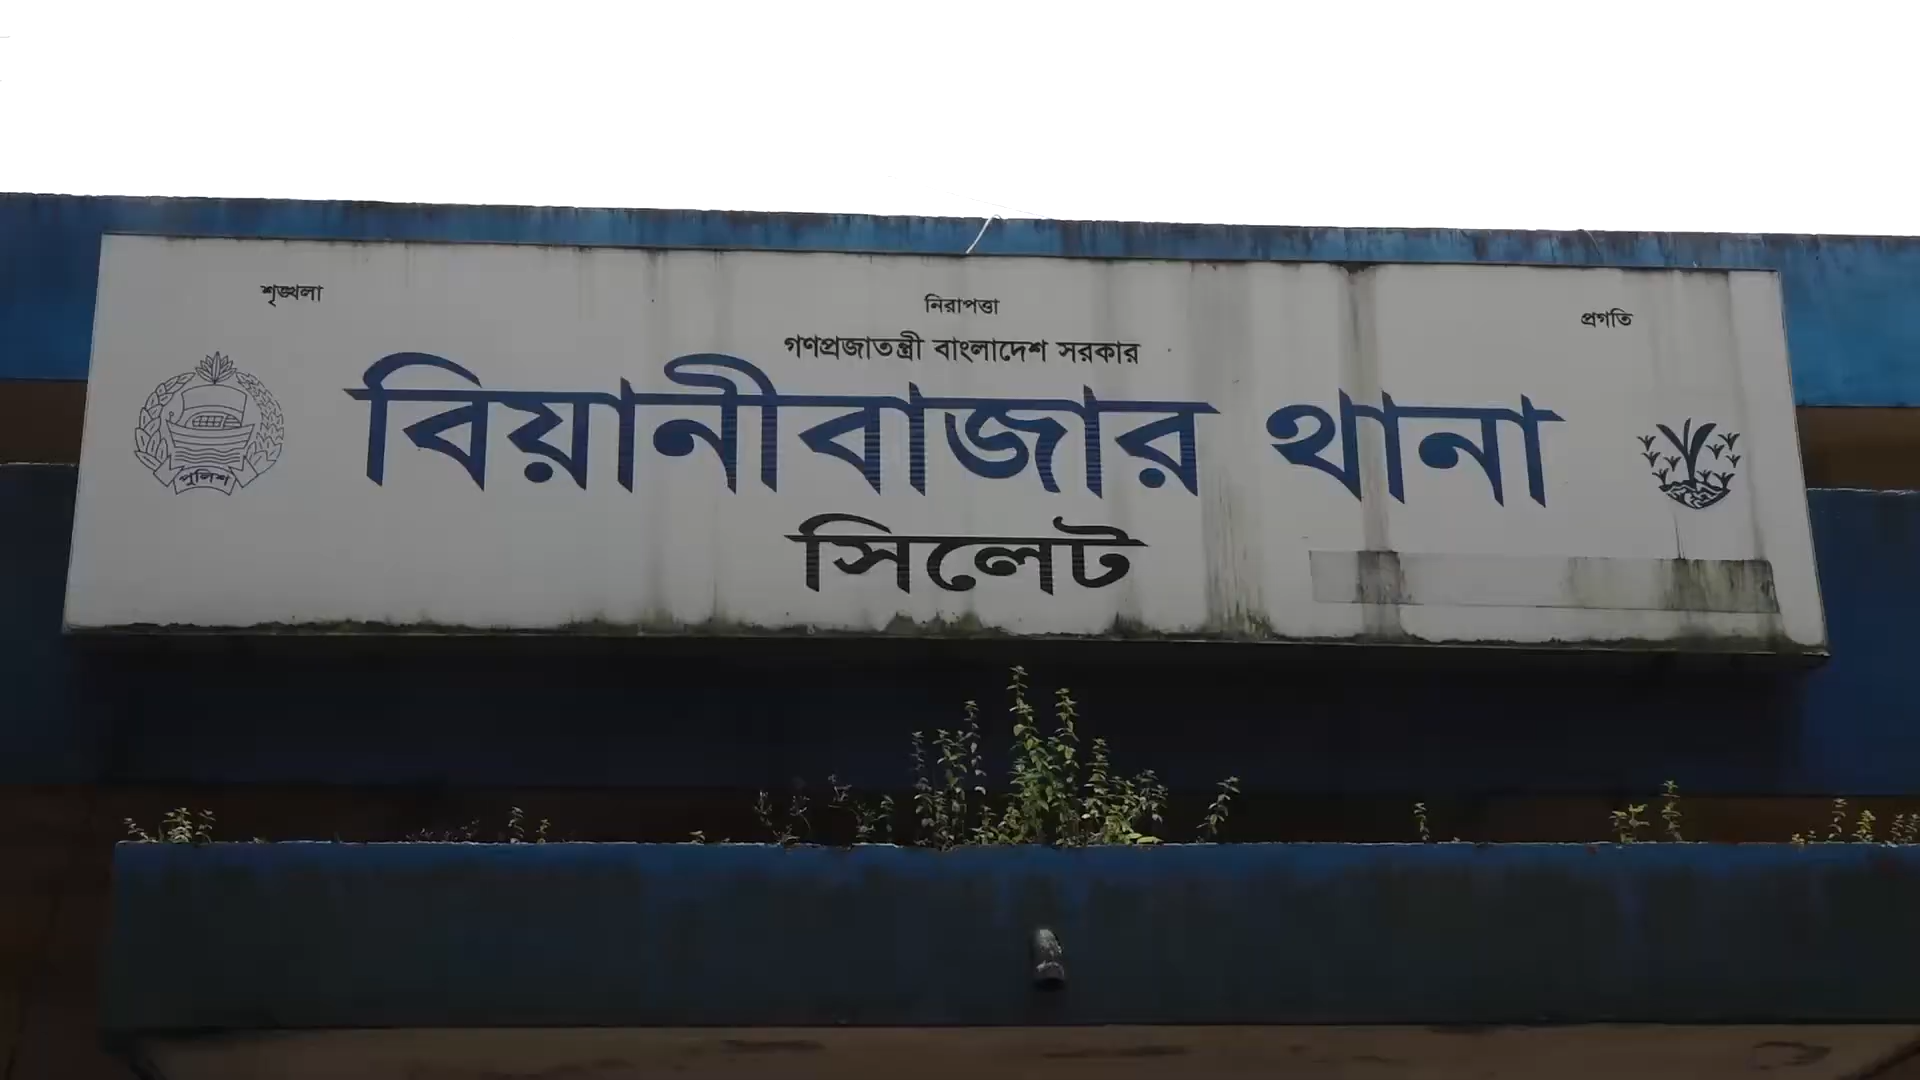 শৃঙ্খলা
নিরাপত্তা
প্রগতি
গণপ্রজাতন্ত্রী বাংলাদেশ সরকার
বিয়ানীবাজার থানা
সিলেট
পুলিশ